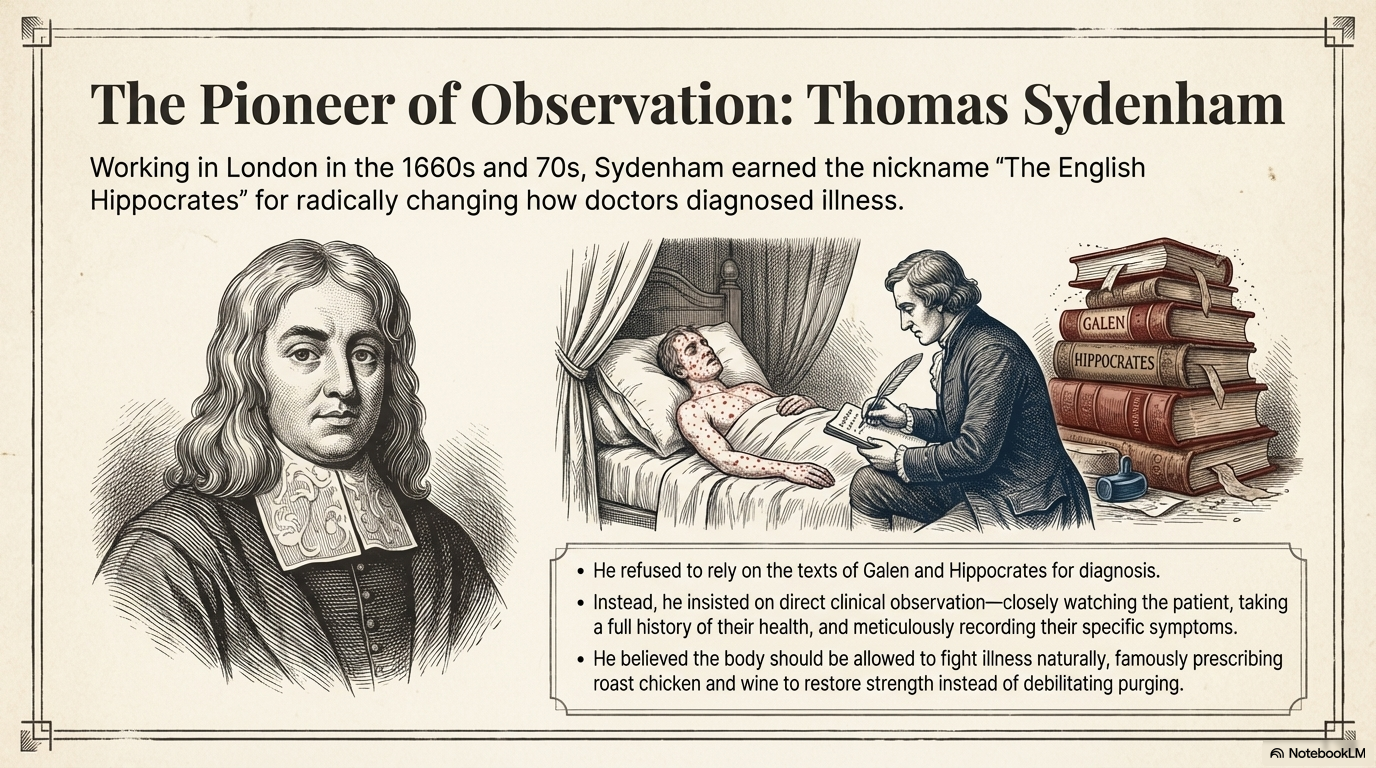 The Pioneer of Observation: Thomas Sydenham
Working in London in the 1660s and 70s, Sydenham earned the nickname “The English
Hippocrates” for radically changing how doctors diagnosed illness.
GALEN
HIPPOCRATES
• He refused to rely on the texts of Galen and Hippocrates for diagnosis.
• Instead, he insisted on direct clinical observation—closely watching the patient, taking
a full history of their health, and meticulously recording their specific symptoms.
• He believed the body should be allowed to fight illness naturally, famously prescribing
roast chicken and wine to restore strength instead of debilitating purging.
NotebookLM